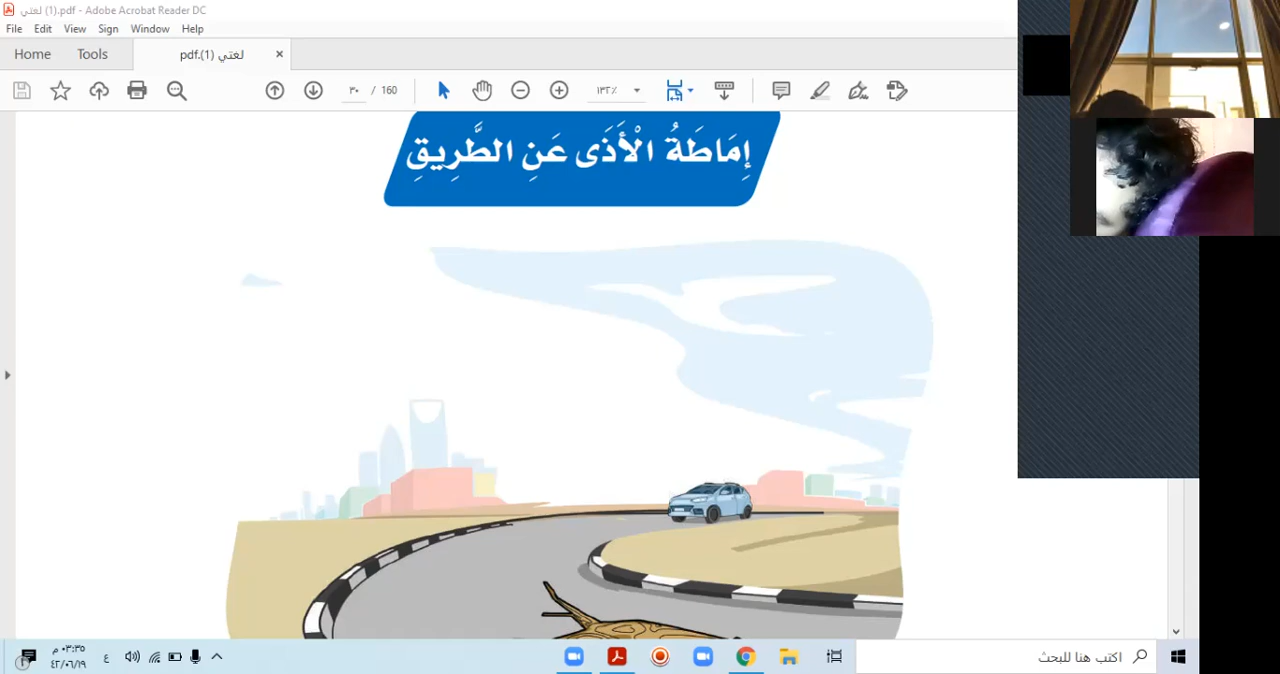 لغتي (1).pdf - Adobe Acrobat Reader DC
File Edit View Sign Window Help
Home Tools لغتي (1).pdf ×
٣٠ / 160 ١٣٢٪
إِمَاطَةُ الْأَذَى عَنِ الطَّرِيقِ
اكتب هنا للبحث
ع
٠٣:٣٥ م
٤٢/٠٦/١٩